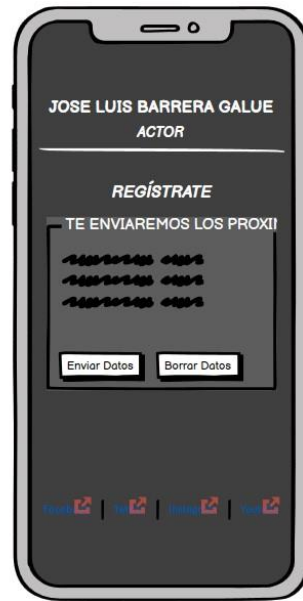 JOSE LUIS BARRERA GALUE
ACTOR
REGÍSTRATE
TE ENVIAREMOS LOS PROXI
Enviar Datos Borrar Datos
| | |